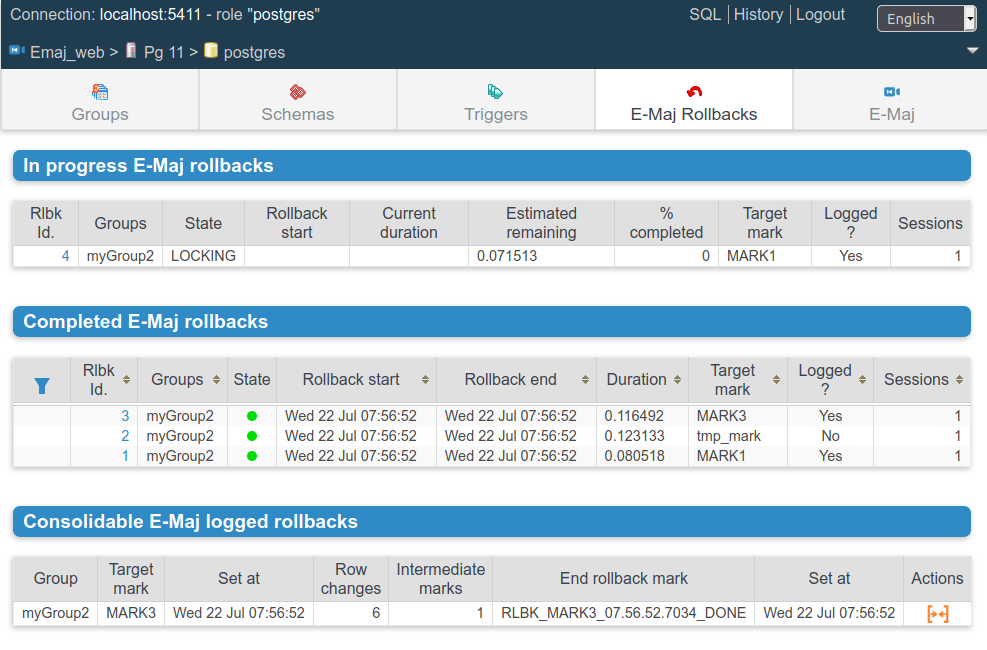 Connection: localhost:5411 - role "postgres"
SQL | History | Logout
English
Emaj_web > Pg 11 > postgres
Groups
Schemas
Triggers
E-Maj Rollbacks
E-Maj
In progress E-Maj rollbacks
Rlbk Id. Groups State Rollback start Current duration Estimated remaining % completed Target mark Logged ? Sessions
4 myGroup2 LOCKING 0.071513 0 MARK1 Yes 1
Completed E-Maj rollbacks
Rlbk Id. Groups State Rollback start Rollback end Duration Target mark Logged ? Sessions
3 myGroup2 Wed 22 Jul 07:56:52 Wed 22 Jul 07:56:52 0.116492 MARK3 Yes 1
2 myGroup2 Wed 22 Jul 07:56:52 Wed 22 Jul 07:56:52 0.123133 tmp_mark No 1
1 myGroup2 Wed 22 Jul 07:56:52 Wed 22 Jul 07:56:52 0.080518 MARK1 Yes 1
Consolidable E-Maj logged rollbacks
Group Target mark Set at Row changes Intermediate marks End rollback mark Set at Actions
myGroup2 MARK3 Wed 22 Jul 07:56:52 6 1 RLBK_MARK3_07.56.52.7034_DONE Wed 22 Jul 07:56:52